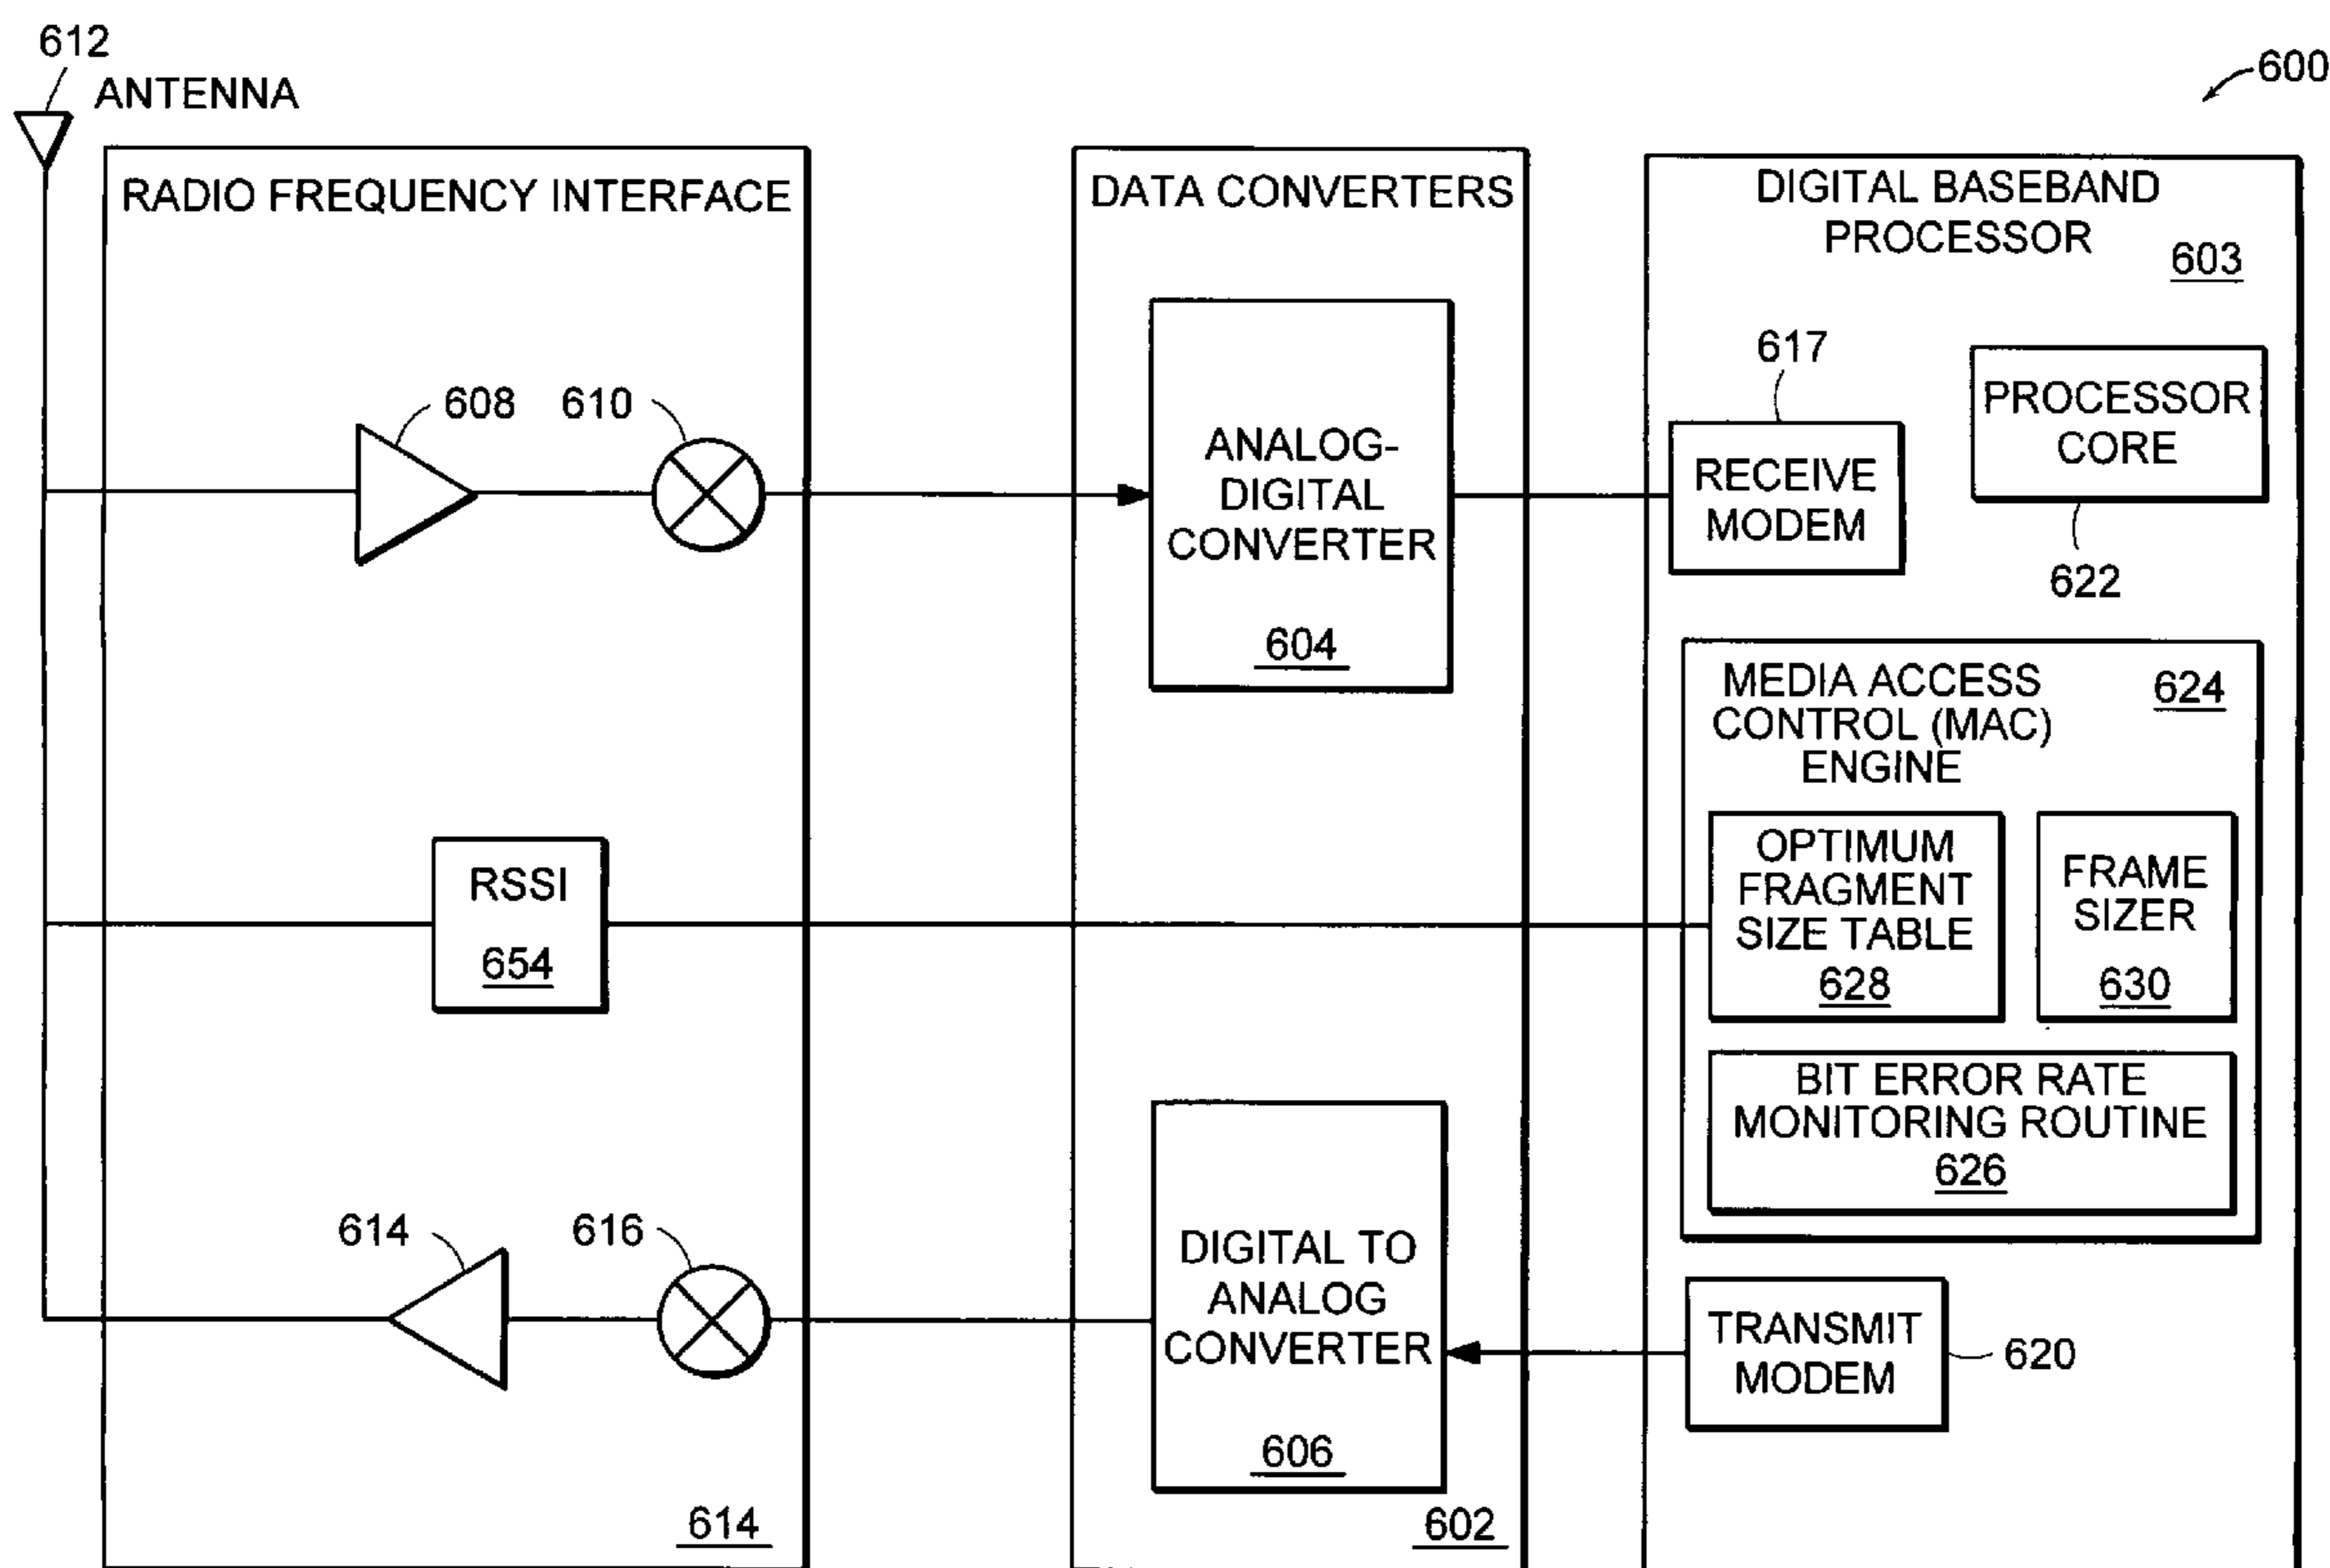 612
ANTENNA
600
RADIO FREQUENCY INTERFACE
608
610
RSSI
654
614
616
614
DATA CONVERTERS
ANALOG-
DIGITAL
CONVERTER
604
DIGITAL TO
ANALOG
CONVERTER
606
602
DIGITAL BASEBAND
PROCESSOR
603
617
RECEIVE
MODEM
PROCESSOR
CORE
622
MEDIA ACCESS
CONTROL (MAC)
ENGINE
624
OPTIMUM
FRAGMENT
SIZE TABLE
628
FRAME
SIZER
630
BIT ERROR RATE
MONITORING ROUTINE
626
TRANSMIT
MODEM
620